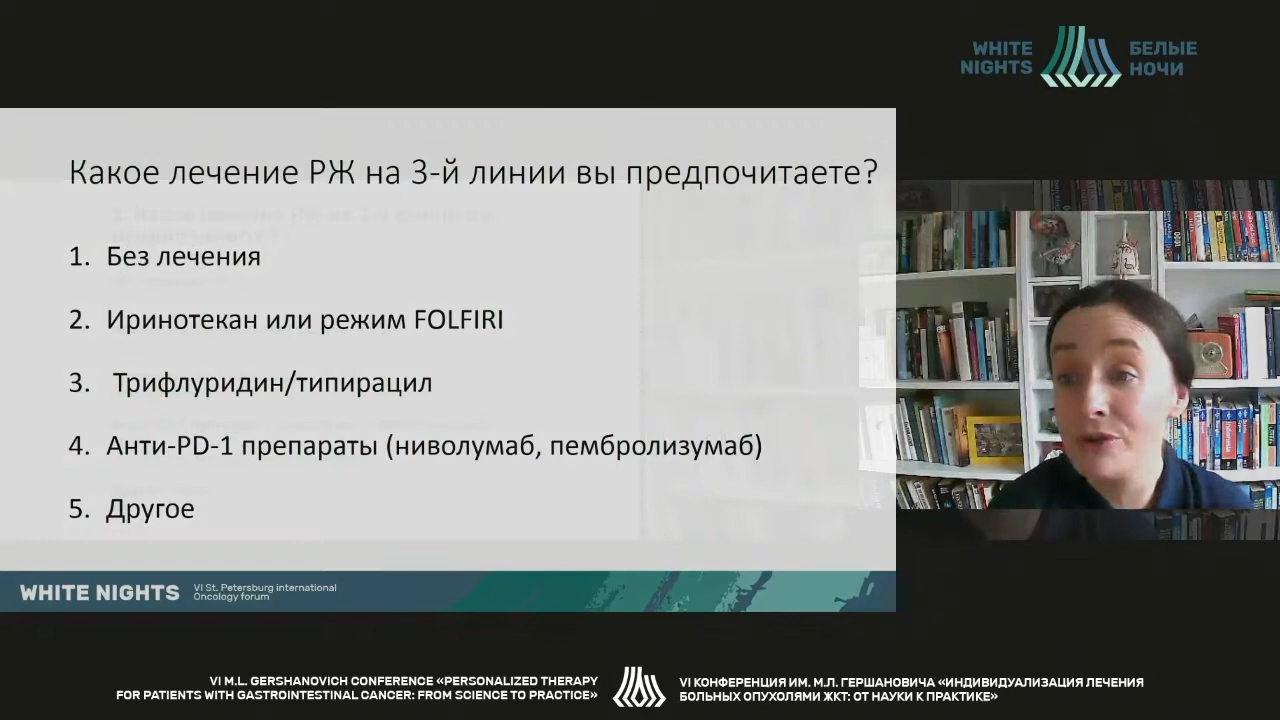 WHITE
NIGHTS
БЕЛЫЕ
НОЧИ
Какое лечение РЖ на 3-й линии вы предпочитаете?
1. Без лечения
2. Иринотекан или режим FOLFIRI
3. Трифлуридин/типирацил
4. Анти-PD-1 препараты (ниволумаб, пембролизумаб)
5. Другое
WHITE NIGHTS
VI St. Petersburg international
Oncology forum
VI M.L. GERSHANOVICH CONFERENCE «PERSONALIZED THERAPY
FOR PATIENTS WITH GASTROINTESTINAL CANCER: FROM SCIENCE TO PRACTICE»
VI КОНФЕРЕНЦИЯ ИМ. М.Л. ГЕРШАНОВИЧА «ИНДИВИДУАЛИЗАЦИЯ ЛЕЧЕНИЯ
БОЛЬНЫХ ОПУХОЛЯМИ ЖКТ: ОТ НАУКИ К ПРАКТИКЕ»